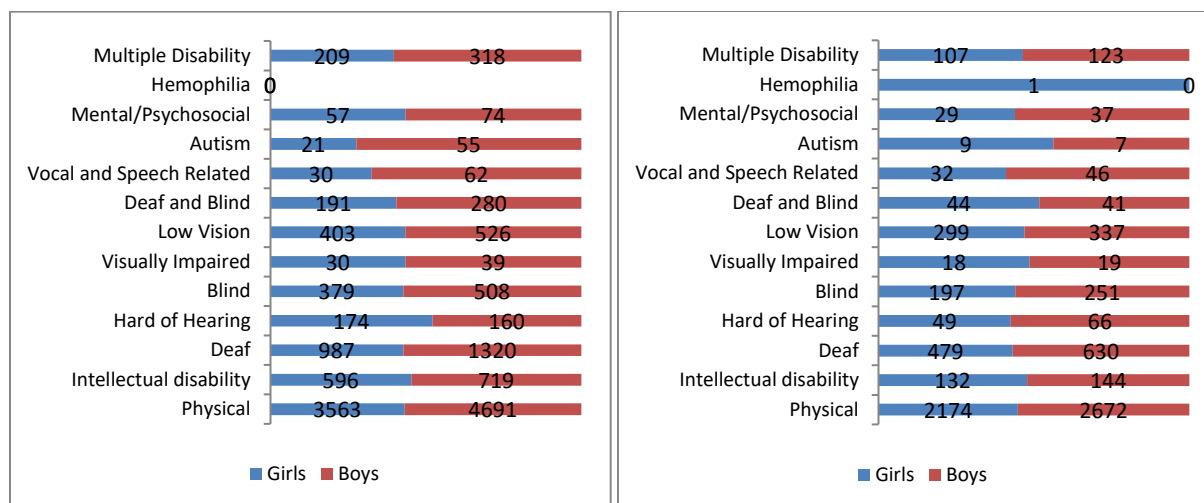 Multiple Disability 209 318
Hemophilia 0
Mental/Psychosocial 57 74
Autism 21 55
Vocal and Speech Related 30 62
Deaf and Blind 191 280
Low Vision 403 526
Visually Impaired 30 39
Blind 379 508
Hard of Hearing 174 160
Deaf 987 1320
Intellectual disability 596 719
Physical 3563 4691
Girls Boys
Multiple Disability 107 123
Hemophilia 1 0
Mental/Psychosocial 29 37
Autism 9 7
Vocal and Speech Related 32 46
Deaf and Blind 44 41
Low Vision 299 337
Visually Impaired 18 19
Blind 197 251
Hard of Hearing 49 66
Deaf 479 630
Intellectual disability 132 144
Physical 2174 2672
Girls Boys